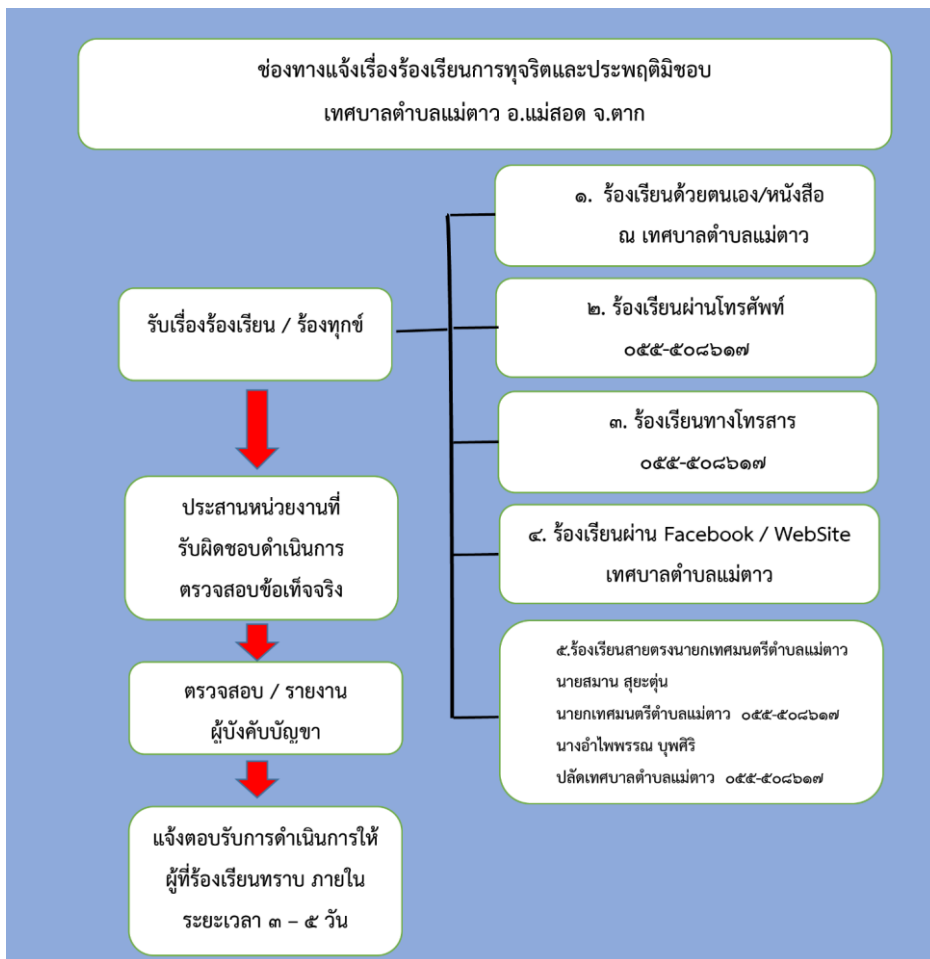 ช่องทางแจ้งเรื่องร้องเรียนการทุจริตและประพฤติมิชอบ
เทศบาลตำบลแม่ตาว อ.แม่สอด จ.ตาก
รับเรื่องร้องเรียน / ร้องทุกข์
ประสานหน่วยงานที่
รับผิดชอบดำเนินการ
ตรวจสอบข้อเท็จจริง
ตรวจสอบ / รายงาน
ผู้บังคับบัญชา
แจ้งตอบรับการดำเนินการให้
ผู้ที่ร้องเรียนทราบ ภายใน
ระยะเวลา ๓ – ๕ วัน
๑. ร้องเรียนด้วยตนเอง/หนังสือ
ณ เทศบาลตำบลแม่ตาว
๒. ร้องเรียนผ่านโทรศัพท์
๐๕๕-๕๐๘๖๑๗
๓. ร้องเรียนทางโทรสาร
๐๕๕-๕๐๘๖๑๗
๔. ร้องเรียนผ่าน Facebook / WebSite
เทศบาลตำบลแม่ตาว
๕.ร้องเรียนสายตรงนายกเทศมนตรีตำบลแม่ตาว
นายสมาน สุยะตุ่น
นายกเทศมนตรีตำบลแม่ตาว ๐๕๕-๕๐๘๖๑๗
นางอำไพพรรณ บุพศิริ
ปลัดเทศบาลตำบลแม่ตาว ๐๕๕-๕๐๘๖๑๗